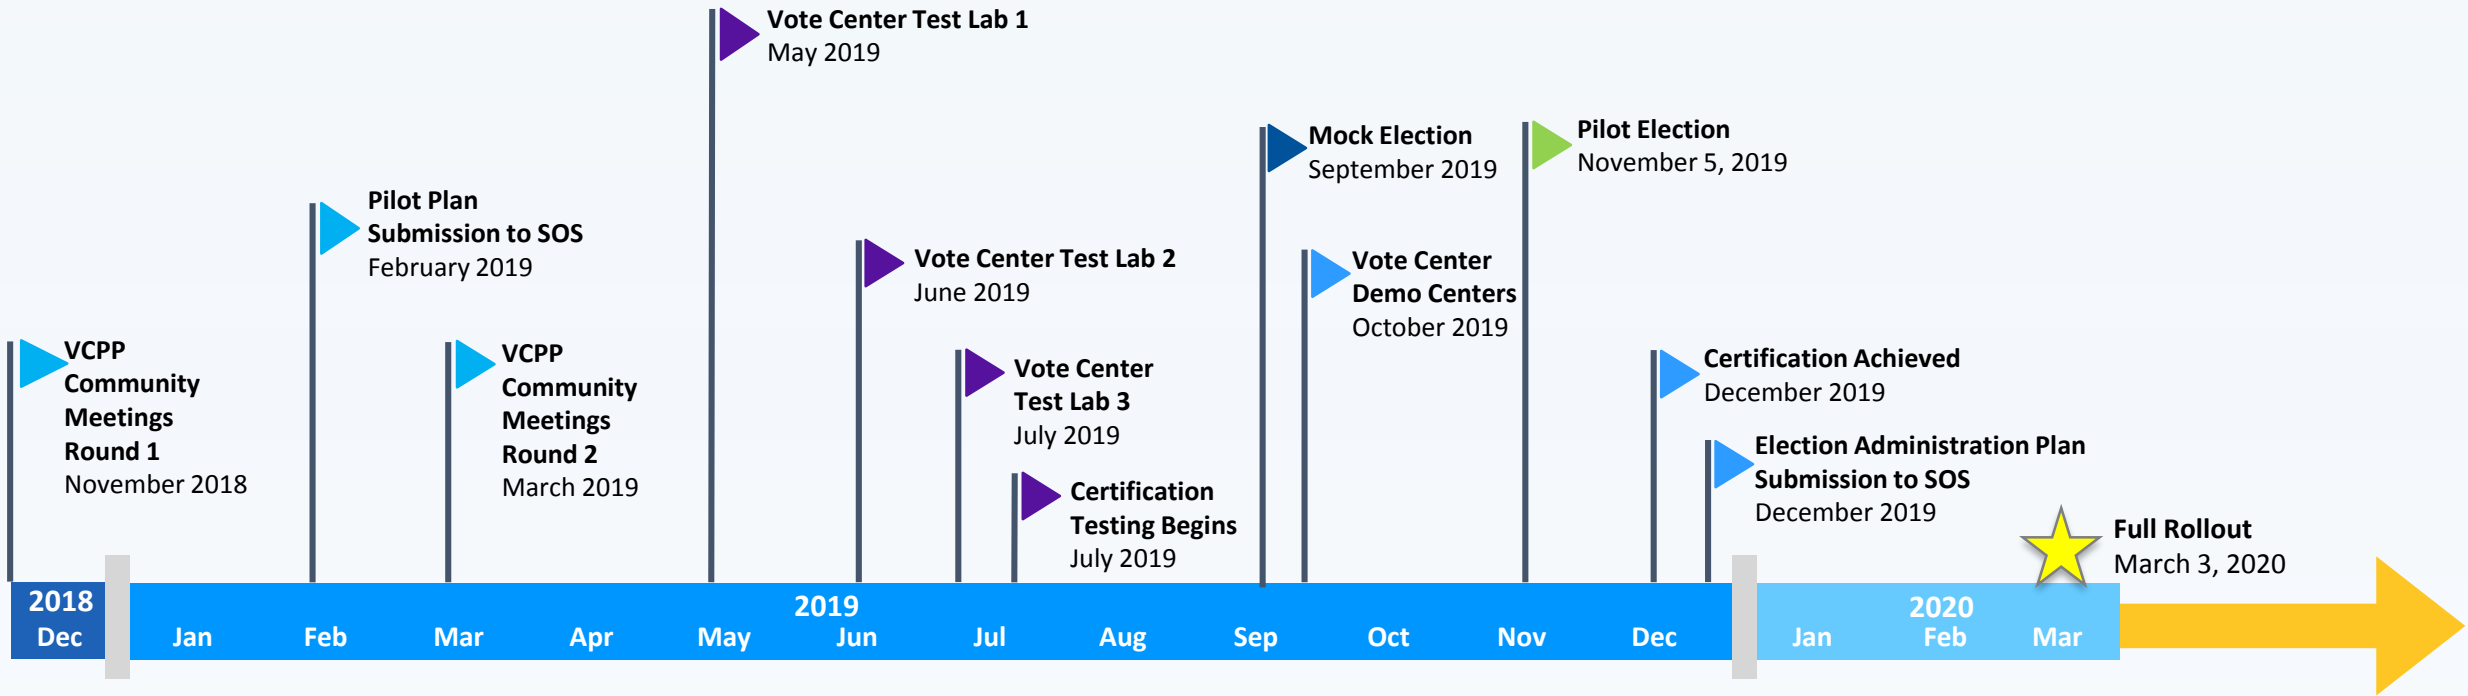 Vote Center Test Lab 1
May 2019
Mock Election
September 2019
Pilot Election
November 5, 2019
Pilot Plan
Submission to SOS
February 2019
Vote Center Test Lab 2
June 2019
Vote Center
Demo Centers
October 2019
VCPP
Community
Meetings
Round 1
November 2018
VCPP
Community
Meetings
Round 2
March 2019
Vote Center
Test Lab 3
July 2019
Certification Achieved
December 2019
Election Administration Plan
Submission to SOS
December 2019
Certification
Testing Begins
July 2019
Full Rollout
March 3, 2020
2018
2019
2020
Dec
Jan
Feb
Mar
Apr
May
Jun
Jul
Aug
Sep
Oct
Nov
Dec
Jan
Feb
Mar